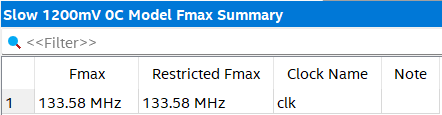 Slow 1200mV 0C Model Fmax Summary
<<Filter>>
Fmax Restricted Fmax Clock Name Note
1 133.58 MHz 133.58 MHz clk